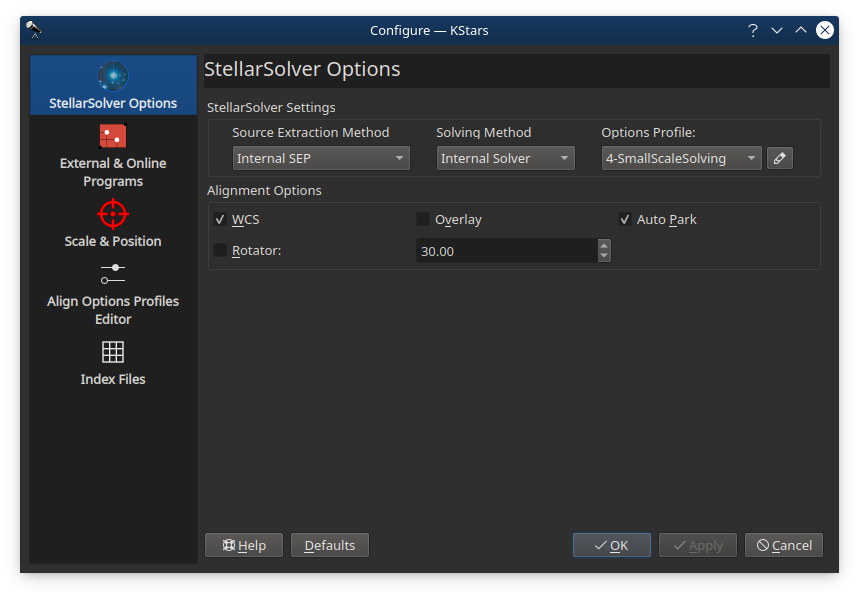 Configure — KStars
?
StellarSolver Options
External & Online
Programs
Scale & Position
Align Options Profiles
Editor
Index Files
StellarSolver Options
StellarSolver Settings
Source Extraction Method
Solving Method
Options Profile:
Internal SEP
Internal Solver
4-SmallScaleSolving
Alignment Options
WCS
Overlay
Auto Park
Rotator:
30.00
Help
Defaults
OK
Apply
Cancel